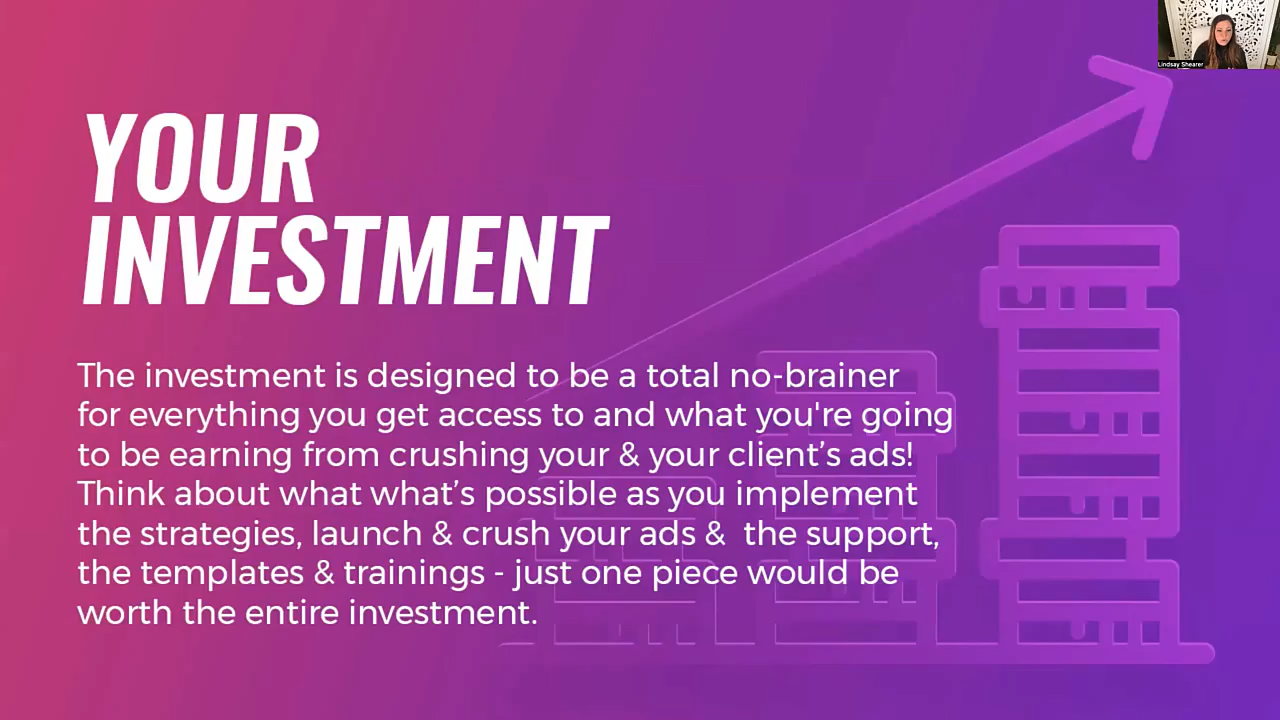 Lindsay Shearer
YOUR
INVESTMENT
The investment is designed to be a total no-brainer
for everything you get access to and what you're going
to be earning from crushing your & your client’s ads!
Think about what what’s possible as you implement
the strategies, launch & crush your ads &  the support,
the templates & trainings - just one piece would be
worth the entire investment.